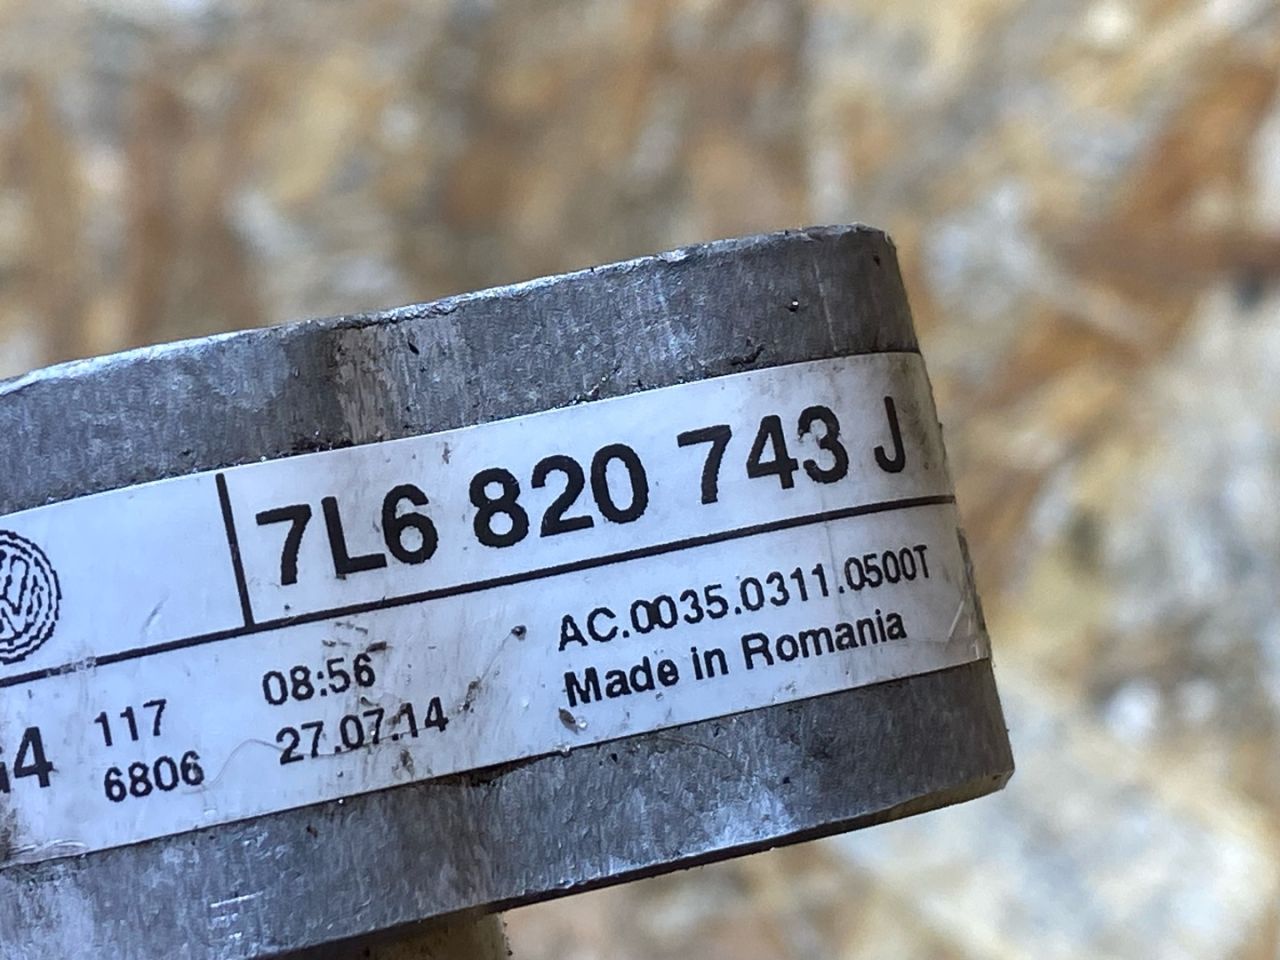 7L6 820 743 J
AC.0035.0311.0500T
Made in Romania
08:56
27.07.14
117
6806